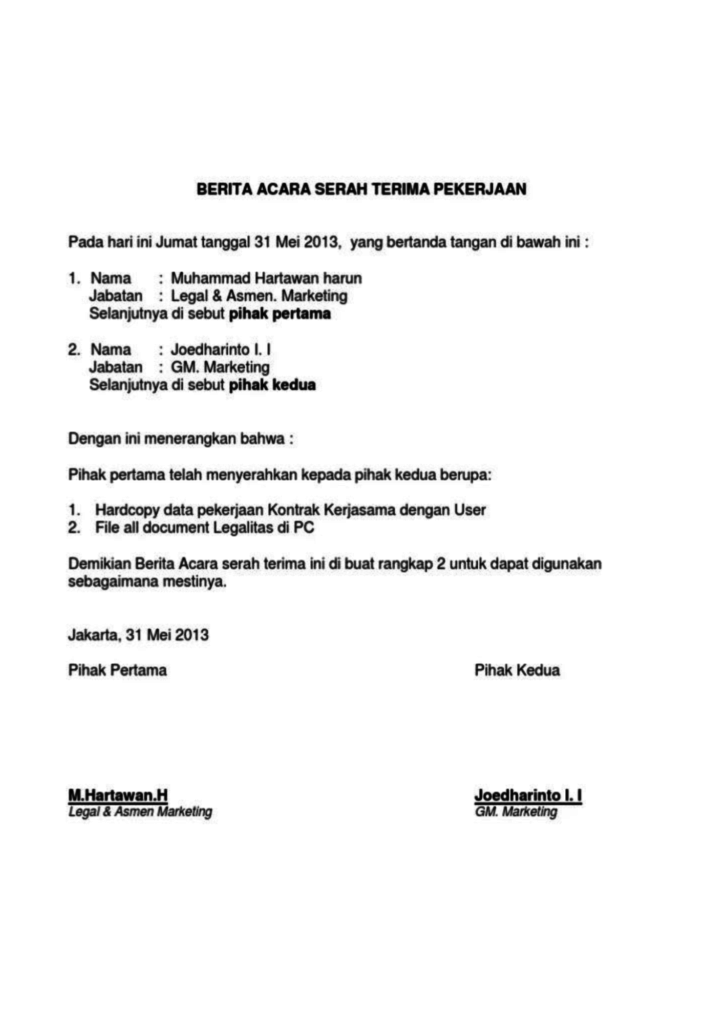 BERITA ACARA SERAH TERIMA PEKERJAAN
Pada hari ini Jumat tanggal 31 Mei 2013, yang bertanda tangan di bawah ini :
1. Nama : Muhammad Hartawan harun
Jabatan : Legal & Asmen. Marketing
Selanjutnya di sebut pihak pertama
2. Nama : Joedharinto I. I
Jabatan : GM. Marketing
Selanjutnya di sebut pihak kedua
Dengan ini menerangkan bahwa :
Pihak pertama telah menyerahkan kepada pihak kedua berupa:
1. Hardcopy data pekerjaan Kontrak Kerjasama dengan User
2. File all document Legalitas di PC
Demikian Berita Acara serah terima ini di buat rangkap 2 untuk dapat digunakan
sebagaimana mestinya.
Jakarta, 31 Mei 2013
Pihak Pertama Pihak Kedua
M.Hartawan.H Joedharinto I. I
Legal & Asmen Marketing GM. Marketing